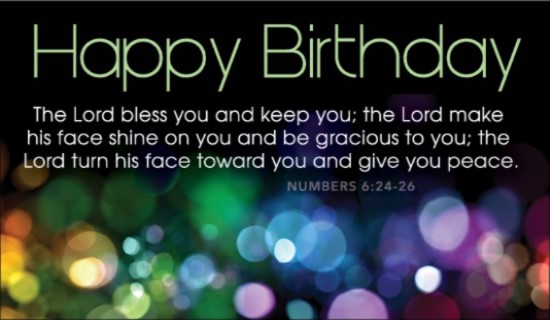 Happy Birthday
The Lord bless you and keep you; the Lord make
his face shine on you and be gracious to you; the
Lord turn his face toward you and give you peace.
NUMBERS 6:24-26